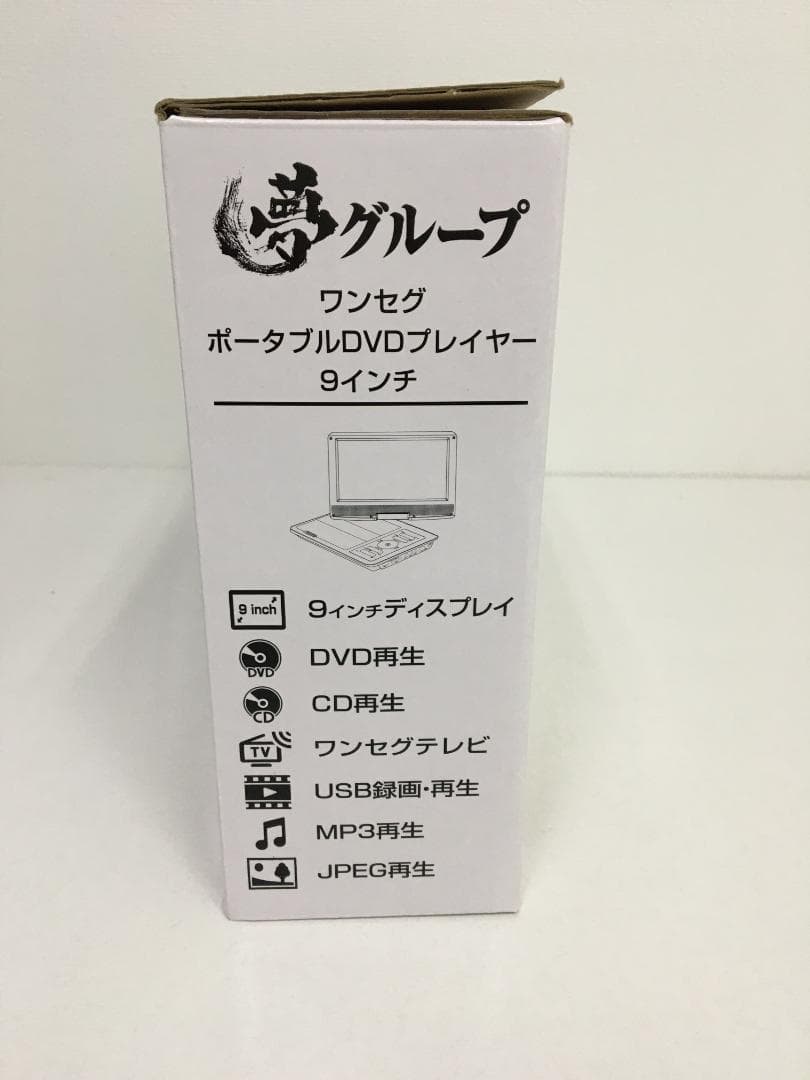 夢グループ
ワンセグ
ポータブルDVDプレイヤー
9インチ
9 inch 9インチディスプレイ
DVD DVD再生
CD CD再生
TV ワンセグテレビ
USB録画・再生
MP3再生
JPEG再生